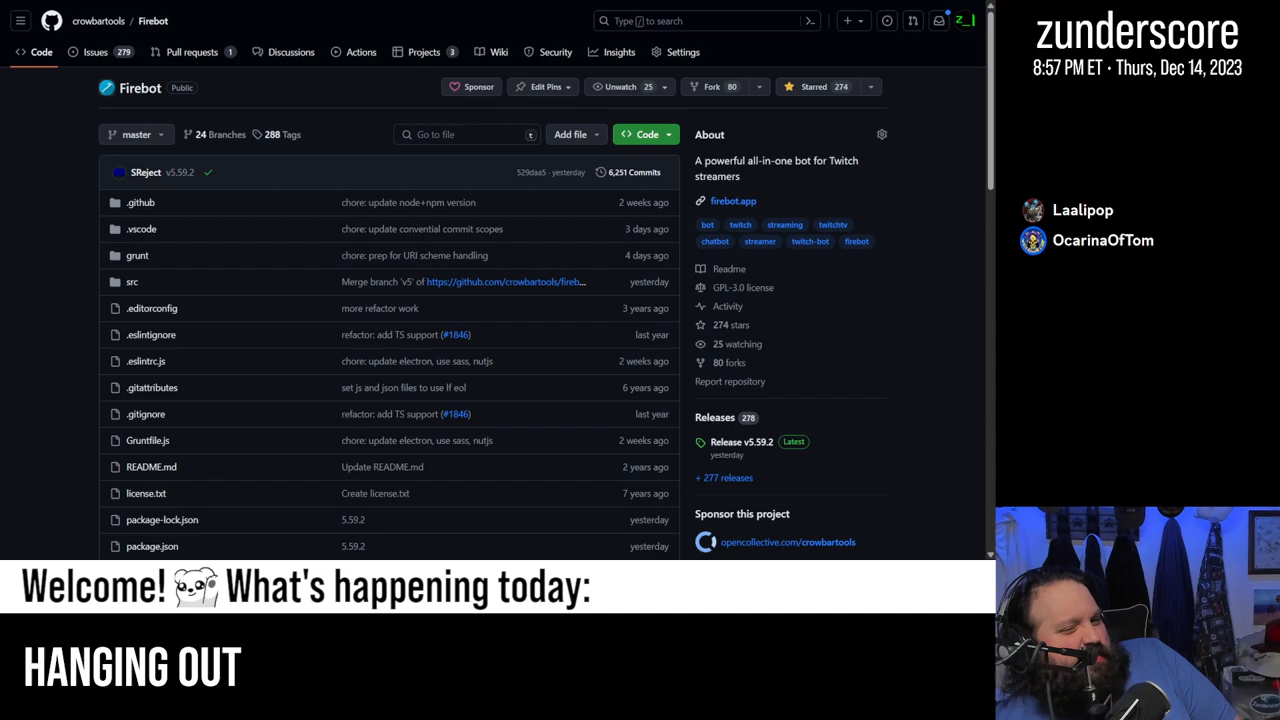 crowbartools / Firebot
Type / to search
z_|
Code
Issues 279
Pull requests 1
Discussions
Actions
Projects 3
Wiki
Security
Insights
Settings
Firebot Public
Sponsor
Edit Pins
Unwatch 25
Fork 80
Starred 274
master
24 Branches
288 Tags
Go to file t
Add file
Code
SReject v5.59.2 529daa5 · yesterday 6,251 Commits
.github chore: update node+npm version 2 weeks ago
.vscode chore: update convential commit scopes 3 days ago
grunt chore: prep for URI scheme handling 4 days ago
src Merge branch 'v5' of https://github.com/crowbartools/fireb... yesterday
.editorconfig more refactor work 3 years ago
.eslintignore refactor: add TS support (#1846) last year
.eslintrc.js chore: update electron, use sass, nutjs 2 weeks ago
.gitattributes set js and json files to use lf eol 6 years ago
.gitignore refactor: add TS support (#1846) last year
Gruntfile.js chore: update electron, use sass, nutjs 2 weeks ago
README.md Update README.md 2 years ago
license.txt Create license.txt 7 years ago
package-lock.json 5.59.2 yesterday
package.json 5.59.2 yesterday
About
A powerful all-in-one bot for Twitch
streamers
firebot.app
bot twitch streaming twitchtv
chatbot streamer twitch-bot firebot
Readme
GPL-3.0 license
Activity
274 stars
25 watching
80 forks
Report repository
Releases 278
Release v5.59.2 Latest
yesterday
+ 277 releases
Sponsor this project
opencollective.com/crowbartools
zunderscore
8:57 PM ET • Thurs, Dec 14, 2023
Laalipop
OcarinaOfTom
Welcome! What's happening today:
HANGING OUT